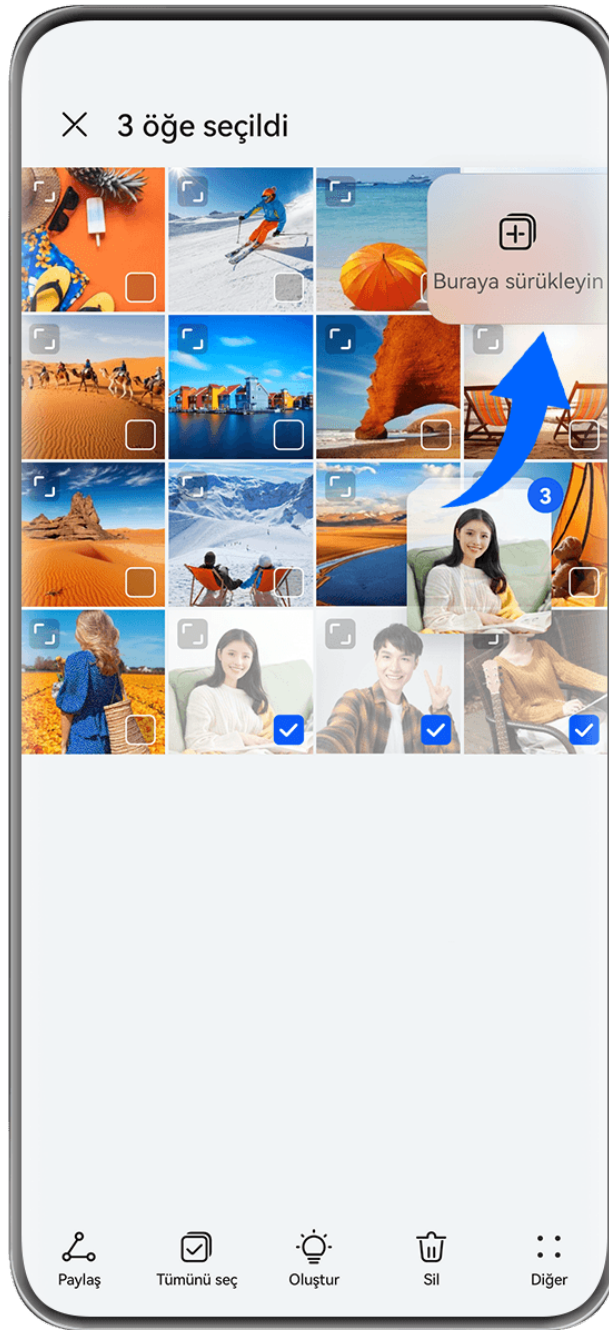 3 öğe seçildi
Buraya sürükleyin
3
Paylaş
Tümünü seç
Oluştur
Sil
Diğer